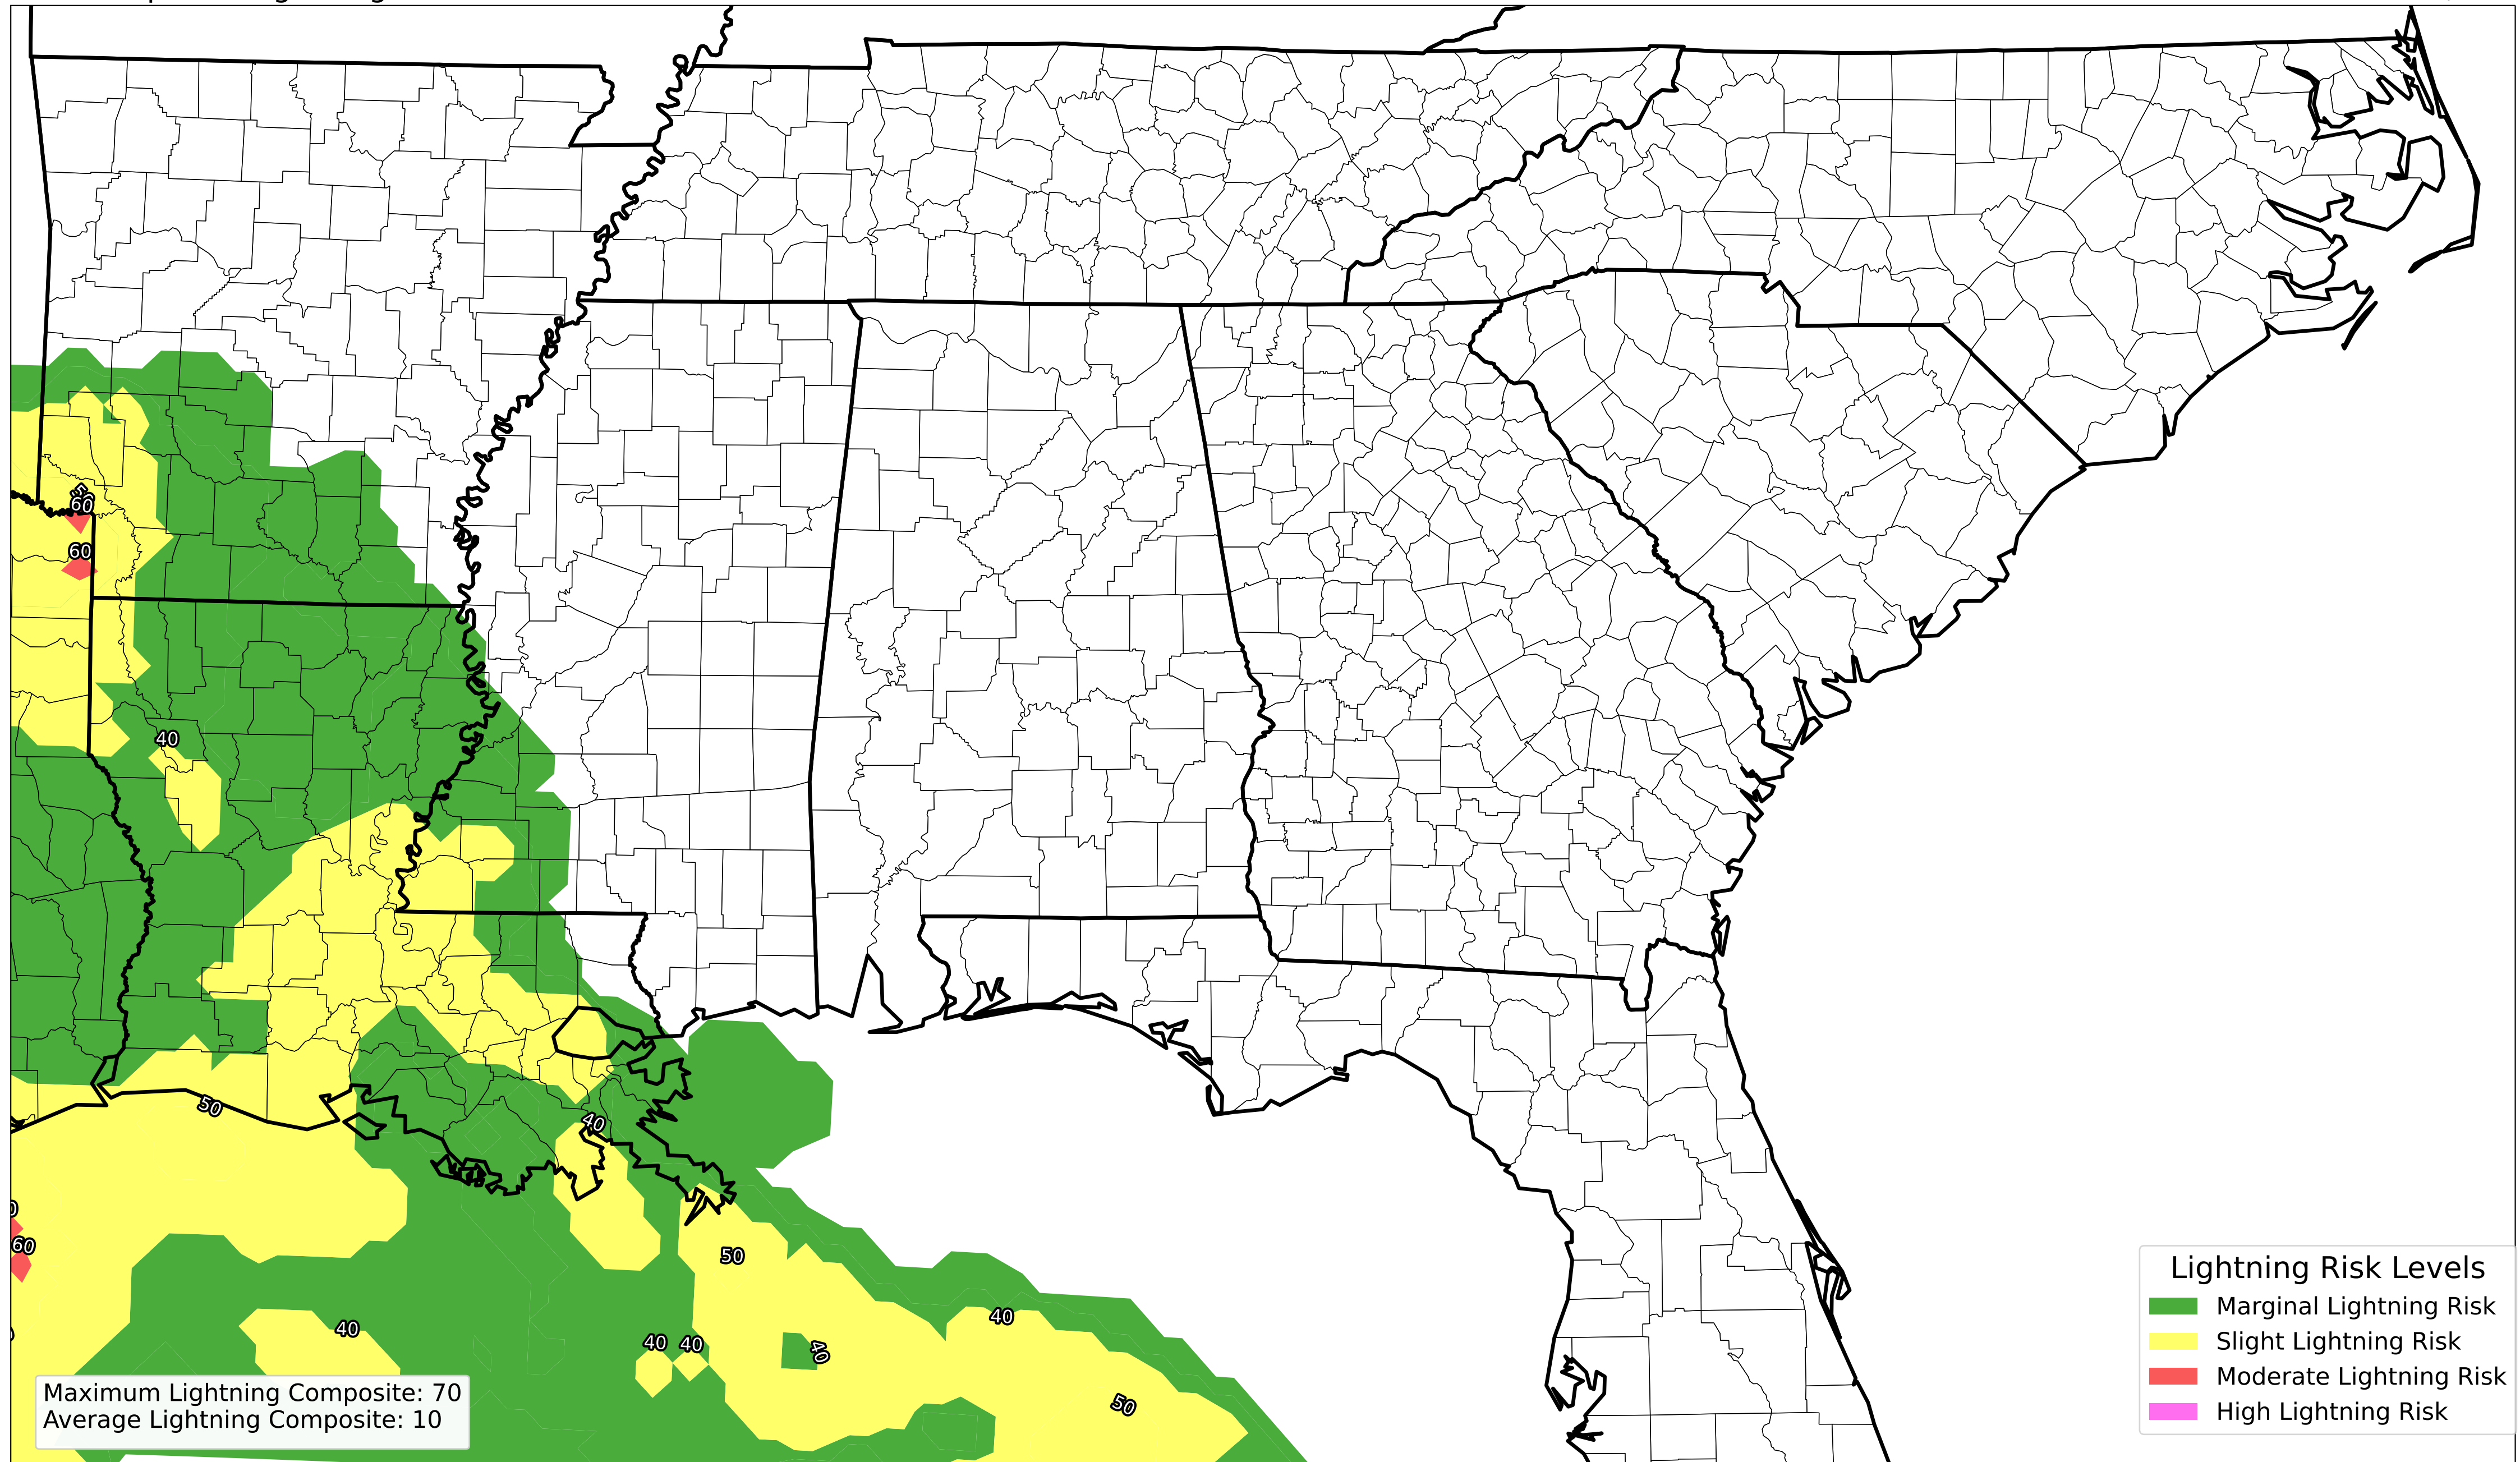 50
60
60
40
50
40
60
50
40
40
40
40
40
50
Maximum Lightning Composite: 70
Average Lightning Composite: 10
Lightning Risk Levels
Marginal Lightning Risk
Slight Lightning Risk
Moderate Lightning Risk
High Lightning Risk